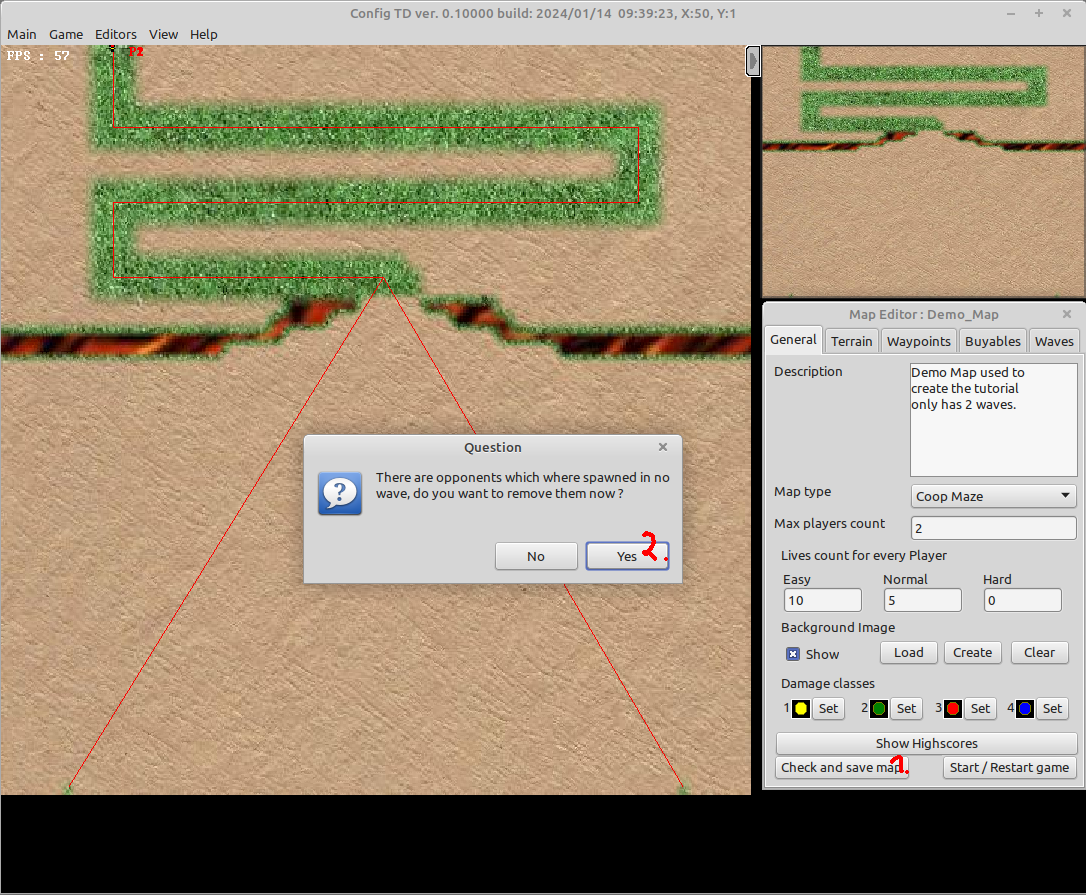 Config TD ver. 0.10000 build: 2024/01/14 09:39:23, X:50, Y:1
Main Game Editors View Help
FPS : 57
P2
Map Editor : Demo_Map
General Terrain Waypoints Buyables Waves
Description
Demo Map used to
create the tutorial
only has 2 waves.
Map type
Coop Maze
Max players count
2
Lives count for every Player
Easy Normal Hard
10 5 0
Background Image
Show Load Create Clear
Damage classes
1 Set 2 Set 3 Set 4 Set
Show Highscores
Check and save map 1. Start / Restart game
Question
There are opponents which where spawned in no
wave, do you want to remove them now ?
No Yes 2.